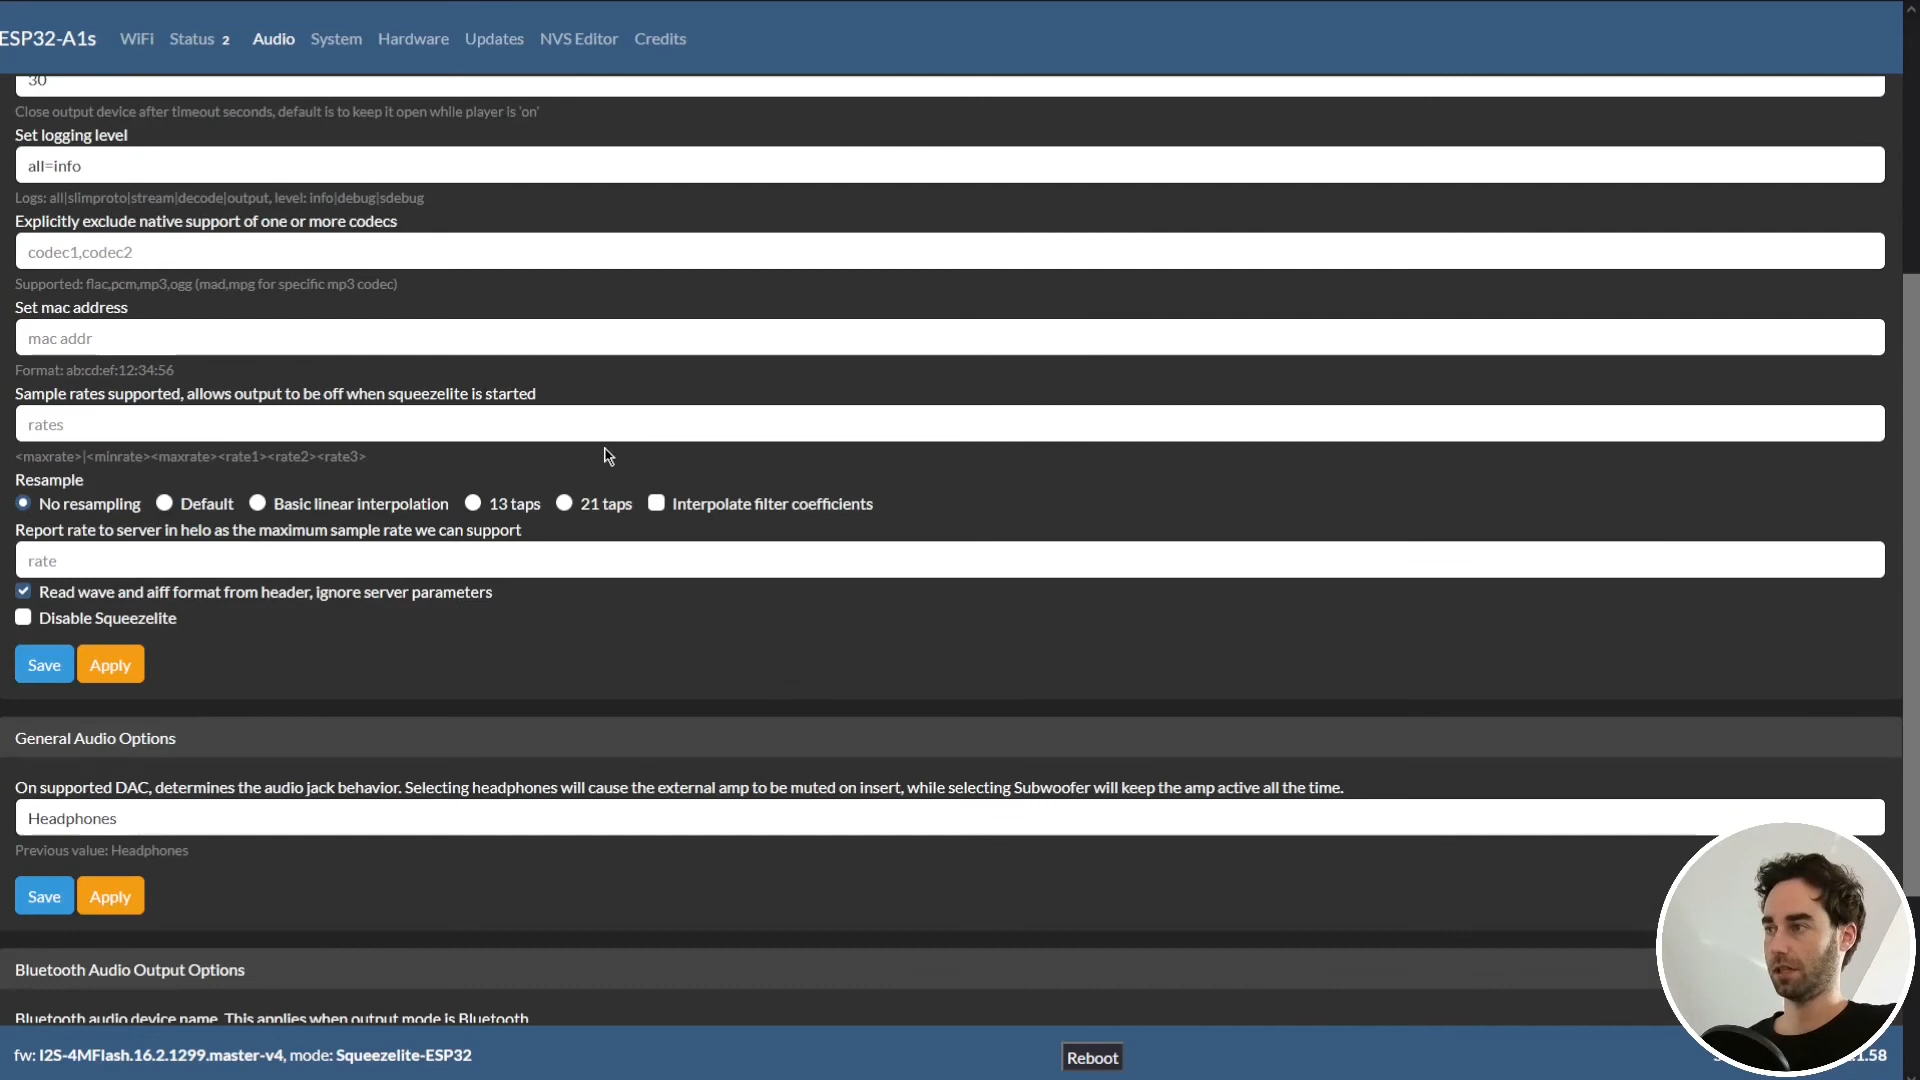 ESP32-A1s WiFi Status 2 Audio System Hardware Updates NVS Editor Credits
30
Close output device after timeout seconds, default is to keep it open while player is 'on'
Set logging level
all=info
Logs: all|slimproto|stream|decode|output, level: info|debug|sdebug
Explicitly exclude native support of one or more codecs
codec1,codec2
Supported: flac,pcm,mp3,ogg (mad,mpg for specific mp3 codec)
Set mac address
mac addr
Format: ab:cd:ef:12:34:56
Sample rates supported, allows output to be off when squeezelite is started
rates
<maxrate>|<minrate><maxrate><rate1><rate2><rate3>
Resample
No resampling Default Basic linear interpolation 13 taps 21 taps Interpolate filter coefficients
Report rate to server in helo as the maximum sample rate we can support
rate
Read wave and aiff format from header, ignore server parameters
Disable Squeezelite
Save Apply
General Audio Options
On supported DAC, determines the audio jack behavior. Selecting headphones will cause the external amp to be muted on insert, while selecting Subwoofer will keep the amp active all the time.
Headphones
Previous value: Headphones
Save Apply
Bluetooth Audio Output Options
Bluetooth audio device name. This applies when output mode is Bluetooth
fw: I2S-4MFlash.16.2.1299.master-v4, mode: Squeezelite-ESP32 Reboot .58